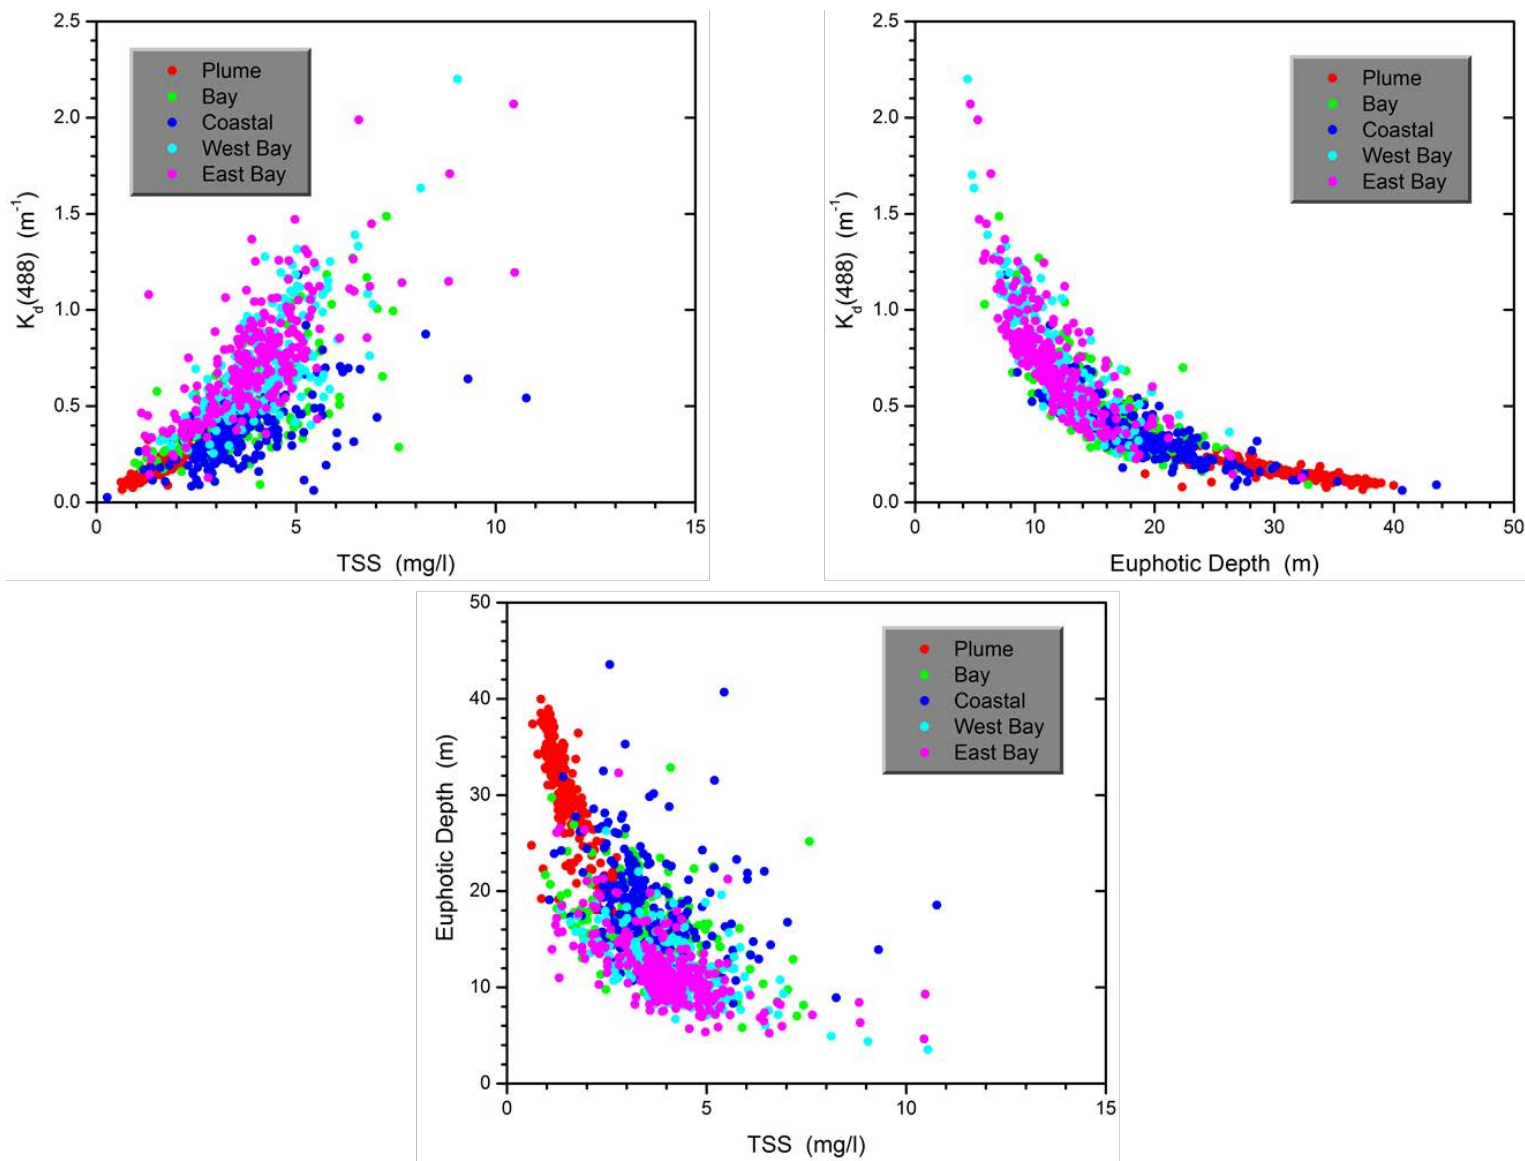 2.5
2.0
1.5
1.0
0.5
0.0
K_d(488) (m⁻¹)
Plume
Bay
Coastal
West Bay
East Bay
0 5 10 15
TSS (mg/l)
2.5
2.0
1.5
1.0
0.5
0.0
K_d(488) (m⁻¹)
Plume
Bay
Coastal
West Bay
East Bay
0 10 20 30 40 50
Euphotic Depth (m)
50
40
30
20
10
0
Euphotic Depth (m)
Plume
Bay
Coastal
West Bay
East Bay
0 5 10 15
TSS (mg/l)